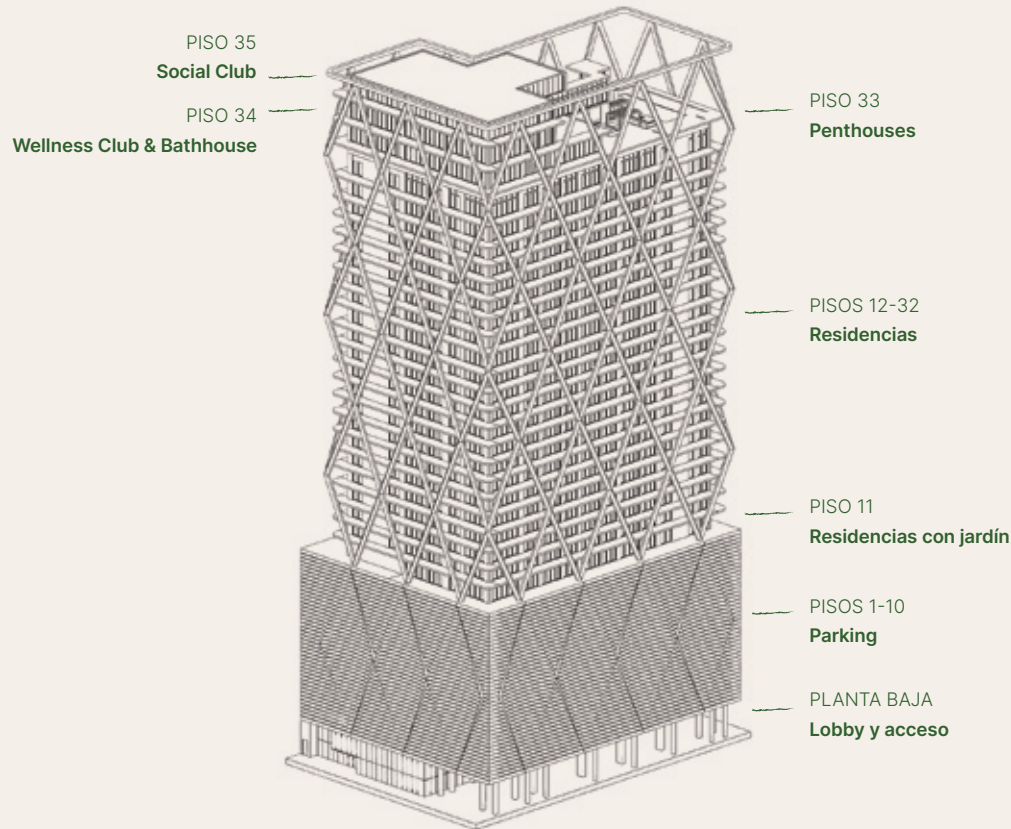 PISO 35
Social Club
PISO 34
Wellness Club & Bathhouse
PISO 33
Penthouses
PISOS 12-32
Residencias
PISO 11
Residencias con jardín
PISOS 1-10
Parking
PLANTA BAJA
Lobby y acceso